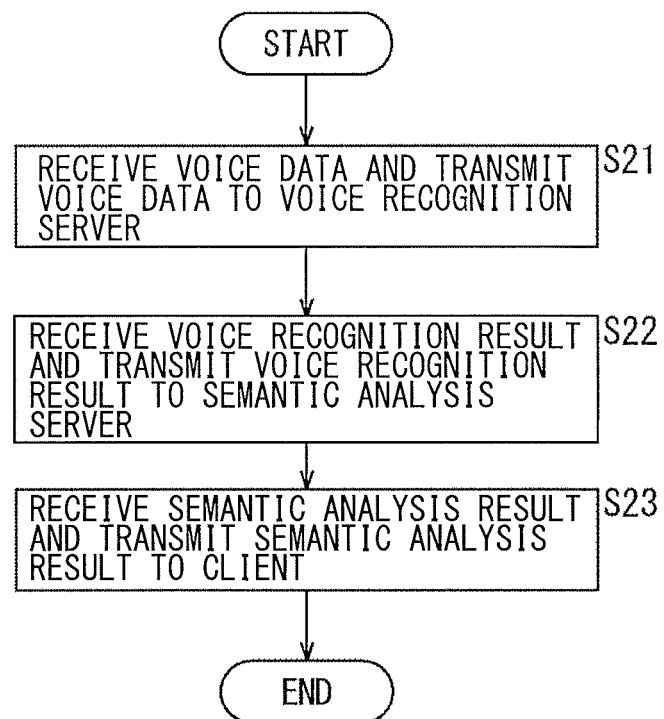 START
RECEIVE VOICE DATA AND TRANSMIT
VOICE DATA TO VOICE RECOGNITION
SERVER
S21
RECEIVE VOICE RECOGNITION RESULT
AND TRANSMIT VOICE RECOGNITION
RESULT TO SEMANTIC ANALYSIS
SERVER
S22
RECEIVE SEMANTIC ANALYSIS RESULT
AND TRANSMIT SEMANTIC ANALYSIS
RESULT TO CLIENT
S23
END